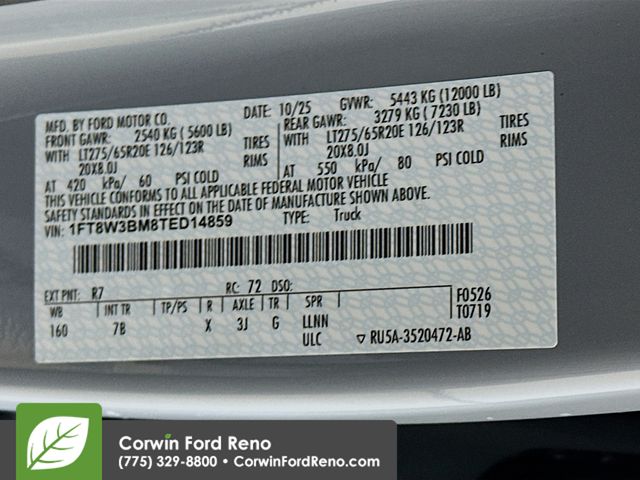 MFD. BY FORD MOTOR CO. DATE: 10/25 GVWR: 5443 KG (12000 LB)
FRONT GAWR: 2540 KG (5600 LB) REAR GAWR: 3279 KG (7230 LB)
WITH LT275/65R20E 126/123R TIRES WITH LT275/65R20E 126/123R TIRES
20X8.0J RIMS 20X8.0J RIMS
AT 420 kPa/ 60 PSI COLD AT 550 kPa/ 80 PSI COLD
THIS VEHICLE CONFORMS TO ALL APPLICABLE FEDERAL MOTOR VEHICLE
SAFETY STANDARDS IN EFFECT ON THE DATE OF MANUFACTURE SHOWN ABOVE.
VIN: 1FT8W3BM8TED14859 TYPE: Truck
EXT PNT: R7 RC: 72 DSO: F0526
WB INT TR TP/PS R AXLE TR SPR T0719
160 7B X 3J G LLNN
ULC RU5A-3520472-AB
Corwin Ford Reno
(775) 329-8800 • CorwinFordReno.com